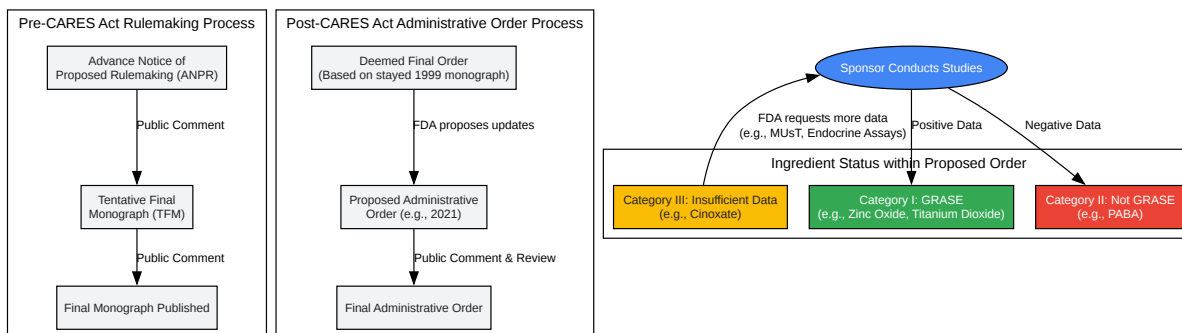 Pre-CARES Act Rulemaking Process
Advance Notice of
Proposed Rulemaking (ANPR)
Public Comment
Tentative Final
Monograph (TFM)
Public Comment
Final Monograph Published
Post-CARES Act Administrative Order Process
Deemed Final Order
(Based on stayed 1999 monograph)
FDA proposes updates
Proposed Administrative
Order (e.g., 2021)
Public Comment & Review
Final Administrative Order
Sponsor Conducts Studies
FDA requests more data
(e.g., MUsT, Endocrine Assays)
Positive Data
Negative Data
Ingredient Status within Proposed Order
Category III: Insufficient Data
(e.g., Cinoxate)
Category I: GRASE
(e.g., Zinc Oxide, Titanium Dioxide)
Category II: Not GRASE
(e.g., PABA)